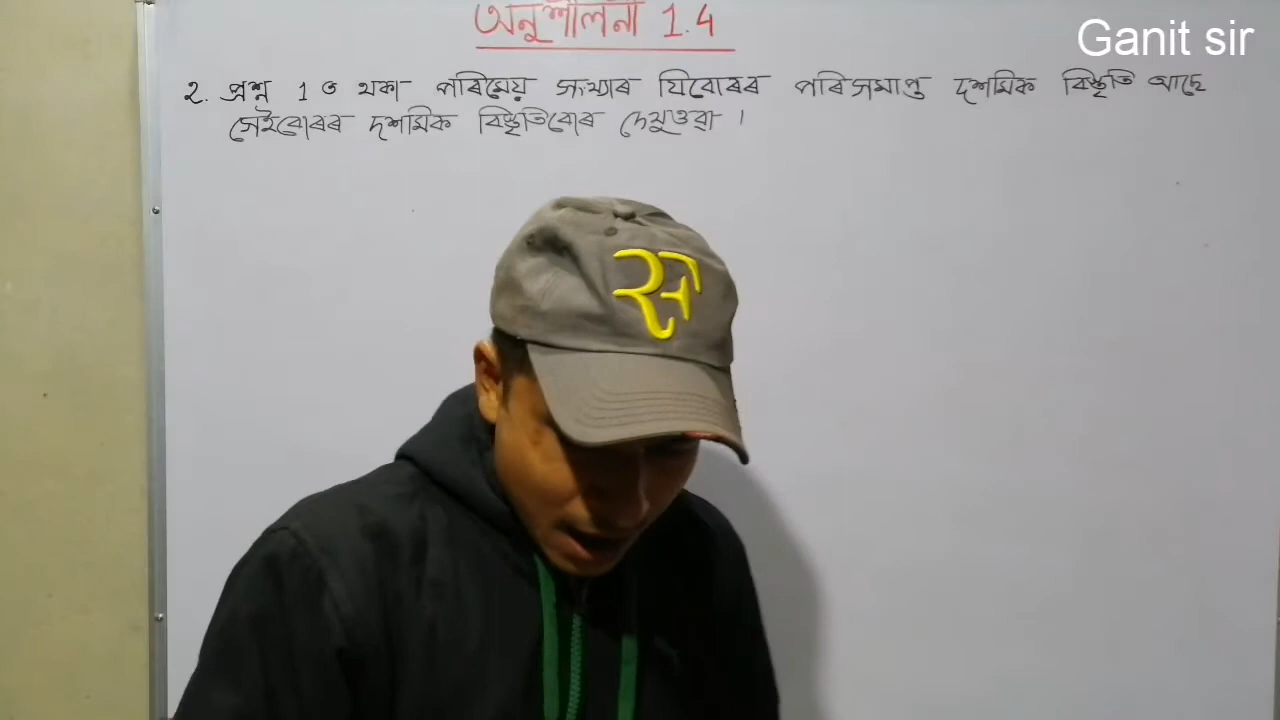 অনুশীলনী 1.4
Ganit sir
২. প্ৰশ্ন 1 ত থকা পৰিমেয় সংখ্যাৰ যিবোৰৰ পৰিসমাপ্ত দশমিক বিস্তৃতি আছে
সেইবোৰৰ দশমিক বিস্তৃতিবোৰ দেখুওৱা ।